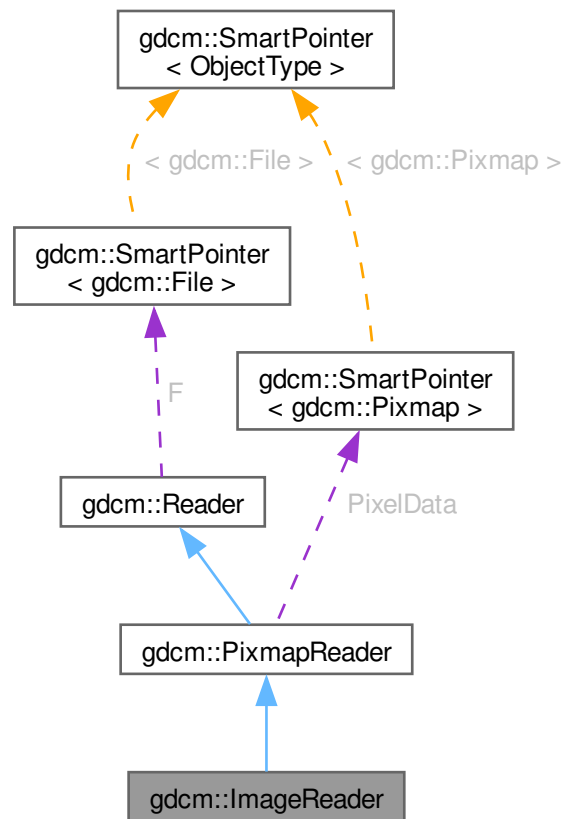 gdcm::SmartPointer
< ObjectType >
< gdcm::File >
< gdcm::Pixmap >
gdcm::SmartPointer
< gdcm::File >
gdcm::SmartPointer
< gdcm::Pixmap >
F
gdcm::Reader
PixelData
gdcm::PixmapReader
gdcm::ImageReader